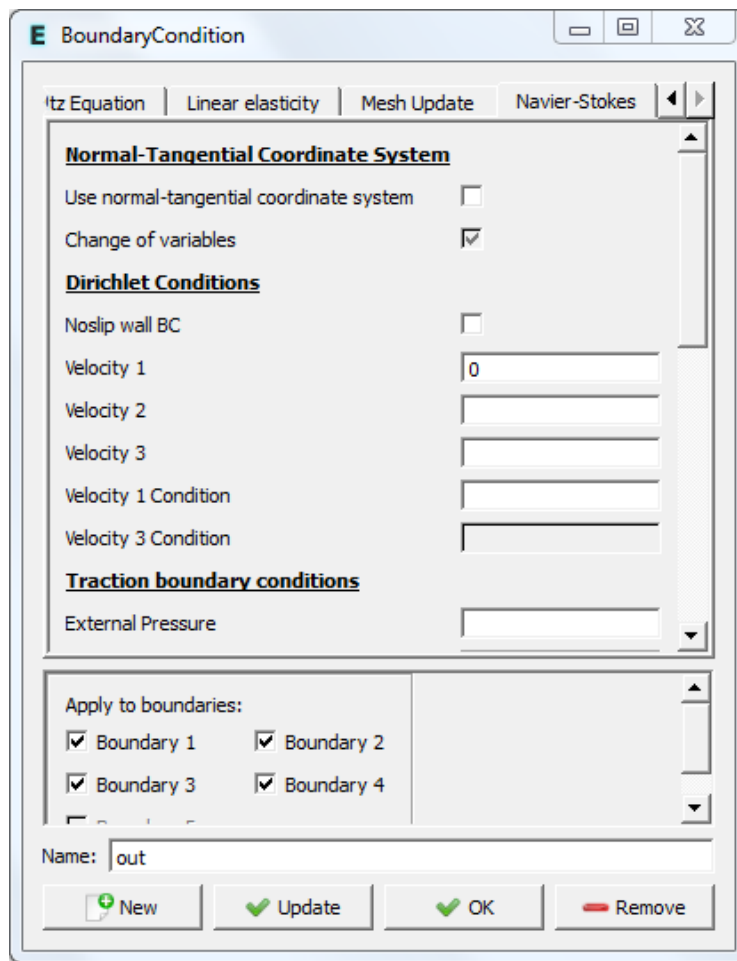 E BoundaryCondition
ltz Equation Linear elasticity Mesh Update Navier-Stokes
Normal-Tangential Coordinate System
Use normal-tangential coordinate system
Change of variables
Dirichlet Conditions
Noslip wall BC
Velocity 1 0
Velocity 2
Velocity 3
Velocity 1 Condition
Velocity 3 Condition
Traction boundary conditions
External Pressure
Apply to boundaries:
Boundary 1 Boundary 2
Boundary 3 Boundary 4
Name: out
New Update OK Remove